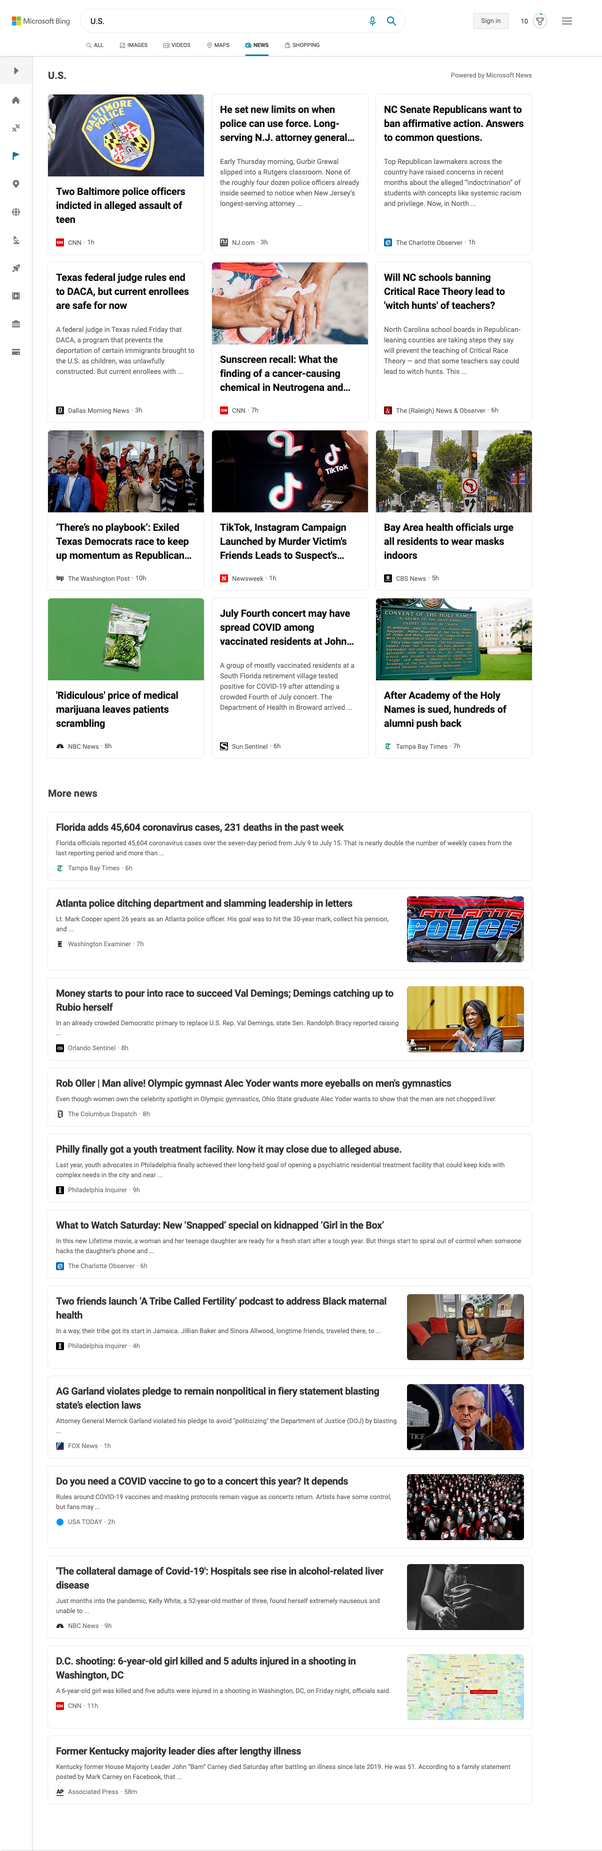 Microsoft Bing
U.S.
Sign in
10
ALL
IMAGES
VIDEOS
MAPS
NEWS
SHOPPING
U.S.
Powered by Microsoft News
BALTIMORE
POLICE
Two Baltimore police officers
indicted in alleged assault of
teen
CNN · 1h
He set new limits on when
police can use force. Long-
serving N.J. attorney general...
Early Thursday morning, Gurbir Grewal
slipped into a Rutgers classroom. None of
the roughly four dozen police officers already
inside seemed to notice when New Jersey's
longest-serving attorney ...
NJ.com · 3h
NC Senate Republicans want to
ban affirmative action. Answers
to common questions.
Top Republican lawmakers across the
country have raised concerns in recent
months about the alleged "indoctrination" of
students with concepts like systemic racism
and privilege. Now, in North ...
The Charlotte Observer · 1h
Texas federal judge rules end
to DACA, but current enrollees
are safe for now
A federal judge in Texas ruled Friday that
DACA, a program that prevents the
deportation of certain immigrants brought to
the U.S. as children, was unlawfully
constructed. But current enrollees with ...
Dallas Morning News · 3h
Sunscreen recall: What the
finding of a cancer-causing
chemical in Neutrogena and...
CNN · 7h
Will NC schools banning
Critical Race Theory lead to
'witch hunts' of teachers?
North Carolina school boards in Republican-
leaning counties are taking steps they say
will prevent the teaching of Critical Race
Theory — and that some teachers say could
lead to witch hunts. This ...
The (Raleigh) News & Observer · 6h
'There's no playbook': Exiled
Texas Democrats race to keep
up momentum as Republican...
The Washington Post · 10h
TikTok
TikTok, Instagram Campaign
Launched by Murder Victim's
Friends Leads to Suspect's...
Newsweek · 1h
Bay Area health officials urge
all residents to wear masks
indoors
CBS News · 5h
'Ridiculous' price of medical
marijuana leaves patients
scrambling
NBC News · 8h
July Fourth concert may have
spread COVID among
vaccinated residents at John...
A group of mostly vaccinated residents at a
South Florida retirement village tested
positive for COVID-19 after attending a
crowded Fourth of July concert. The
Department of Health in Broward arrived ...
Sun Sentinel · 6h
CONVENT OF THE HOLY NAMES
After Academy of the Holy
Names is sued, hundreds of
alumni push back
Tampa Bay Times · 7h
More news
Florida adds 45,604 coronavirus cases, 231 deaths in the past week
Florida officials reported 45,604 coronavirus cases over the seven-day period from July 9 to July 15. That is nearly double the number of weekly cases from the
last reporting period and more than ...
Tampa Bay Times · 6h
Atlanta police ditching department and slamming leadership in letters
Lt. Mark Cooper spent 26 years as an Atlanta police officer. His goal was to hit the 30-year mark, collect his pension,
and ...
Washington Examiner · 7h
ATLANTA
POLICE
Money starts to pour into race to succeed Val Demings; Demings catching up to
Rubio herself
In an already crowded Democratic primary to replace U.S. Rep. Val Demings, state Sen. Randolph Bracy reported raising
...
Orlando Sentinel · 8h
Rob Oller | Man alive! Olympic gymnast Alec Yoder wants more eyeballs on men's gymnastics
Even though women own the celebrity spotlight in Olympic gymnastics, Ohio State graduate Alec Yoder wants to show that the men are not chopped liver.
The Columbus Dispatch · 8h
Philly finally got a youth treatment facility. Now it may close due to alleged abuse.
Last year, youth advocates in Philadelphia finally achieved their long-held goal of opening a psychiatric residential treatment facility that could keep kids with
complex needs in the city and near ...
Philadelphia Inquirer · 9h
What to Watch Saturday: New 'Snapped' special on kidnapped 'Girl in the Box'
In this new Lifetime movie, a woman and her teenage daughter are ready for a fresh start after a tough year. But things start to spiral out of control when someone
hacks the daughter's phone and ...
The Charlotte Observer · 6h
Two friends launch 'A Tribe Called Fertility' podcast to address Black maternal
health
In a way, their tribe got its start in Jamaica. Jillian Baker and Sinora Allwood, longtime friends, traveled there, to ...
Philadelphia Inquirer · 4h
AG Garland violates pledge to remain nonpolitical in fiery statement blasting
state's election laws
Attorney General Merrick Garland violated his pledge to avoid "politicizing" the Department of Justice (DOJ) by blasting
...
FOX News · 1h
Do you need a COVID vaccine to go to a concert this year? It depends
Rules around COVID-19 vaccines and masking protocols remain vague as concerts return. Artists have some control,
but fans may ...
USA TODAY · 2h
'The collateral damage of Covid-19': Hospitals see rise in alcohol-related liver
disease
Just months into the pandemic, Kelly White, a 52-year-old mother of three, found herself extremely nauseous and
unable to ...
NBC News · 9h
D.C. shooting: 6-year-old girl killed and 5 adults injured in a shooting in
Washington, DC
A 6-year-old girl was killed and five adults were injured in a shooting in Washington, DC, on Friday night, officials said.
CNN · 11h
Former Kentucky majority leader dies after lengthy illness
Kentucky former House Majority Leader John "Bam" Carney died Saturday after battling an illness since late 2019. He was 51. According to a family statement
posted by Mark Carney on Facebook, that ...
AP
Associated Press · 58m